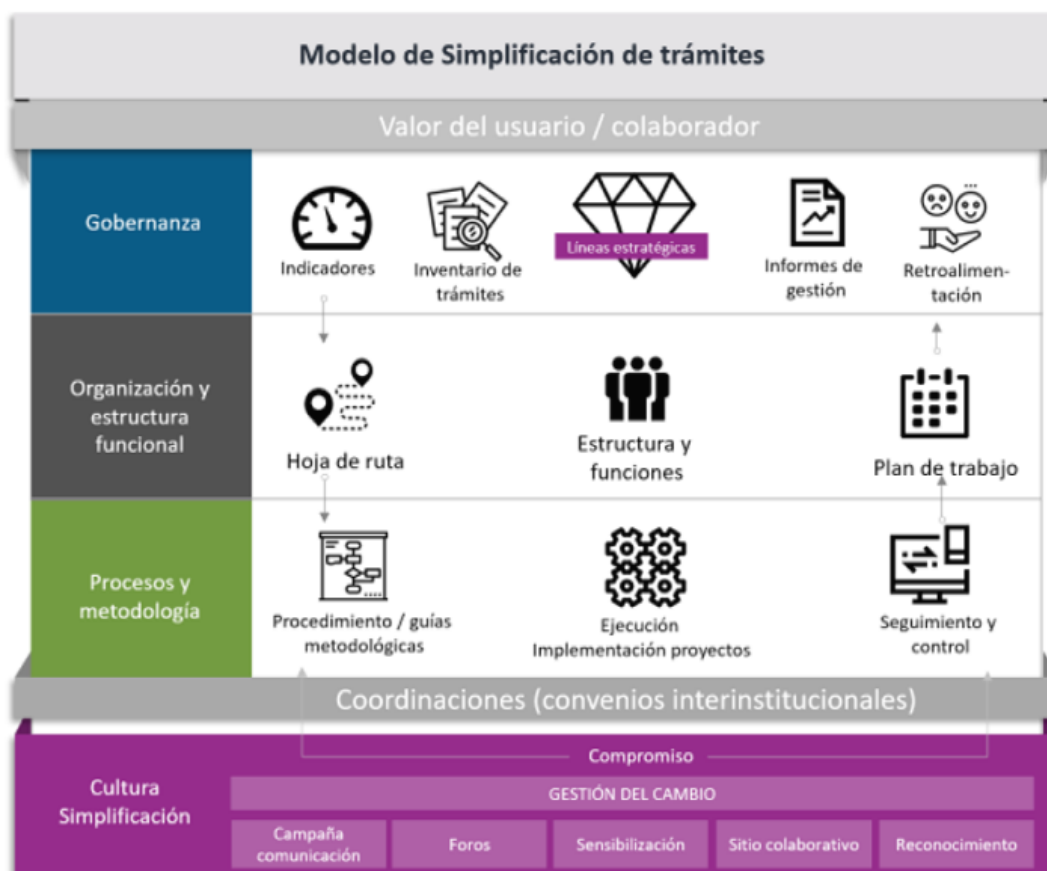 Modelo de Simplificación de trámites
Valor del usuario / colaborador
Gobernanza
Indicadores
Inventario de
trámites
Líneas estratégicas
Informes de
gestión
Retroalimen-
tación
Organización y
estructura
funcional
Hoja de ruta
Estructura y
funciones
Plan de trabajo
Procesos y
metodología
Procedimiento / guías
metodológicas
Ejecución
Implementación proyectos
Seguimiento y
control
Coordinaciones (convenios interinstitucionales)
Cultura
Simplificación
Compromiso
GESTIÓN DEL CAMBIO
Campaña
comunicación
Foros
Sensibilización
Sitio colaborativo
Reconocimiento